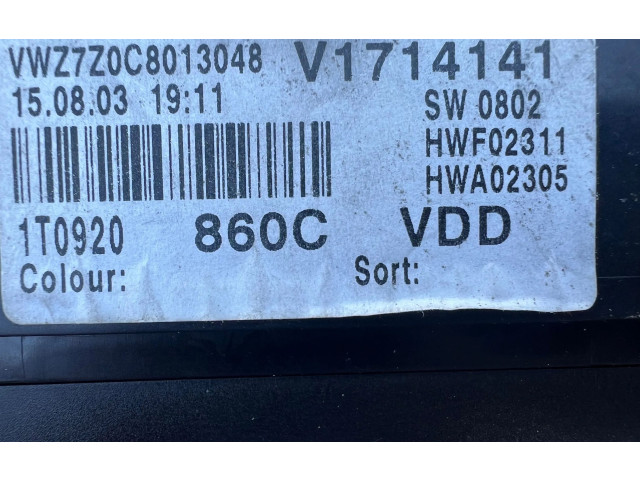 VWZ7Z0C8013048 V1714141
15.08.03 19:11 SW 0802
HWF02311
HWA02305
1T0920 860C VDD
Colour: Sort: